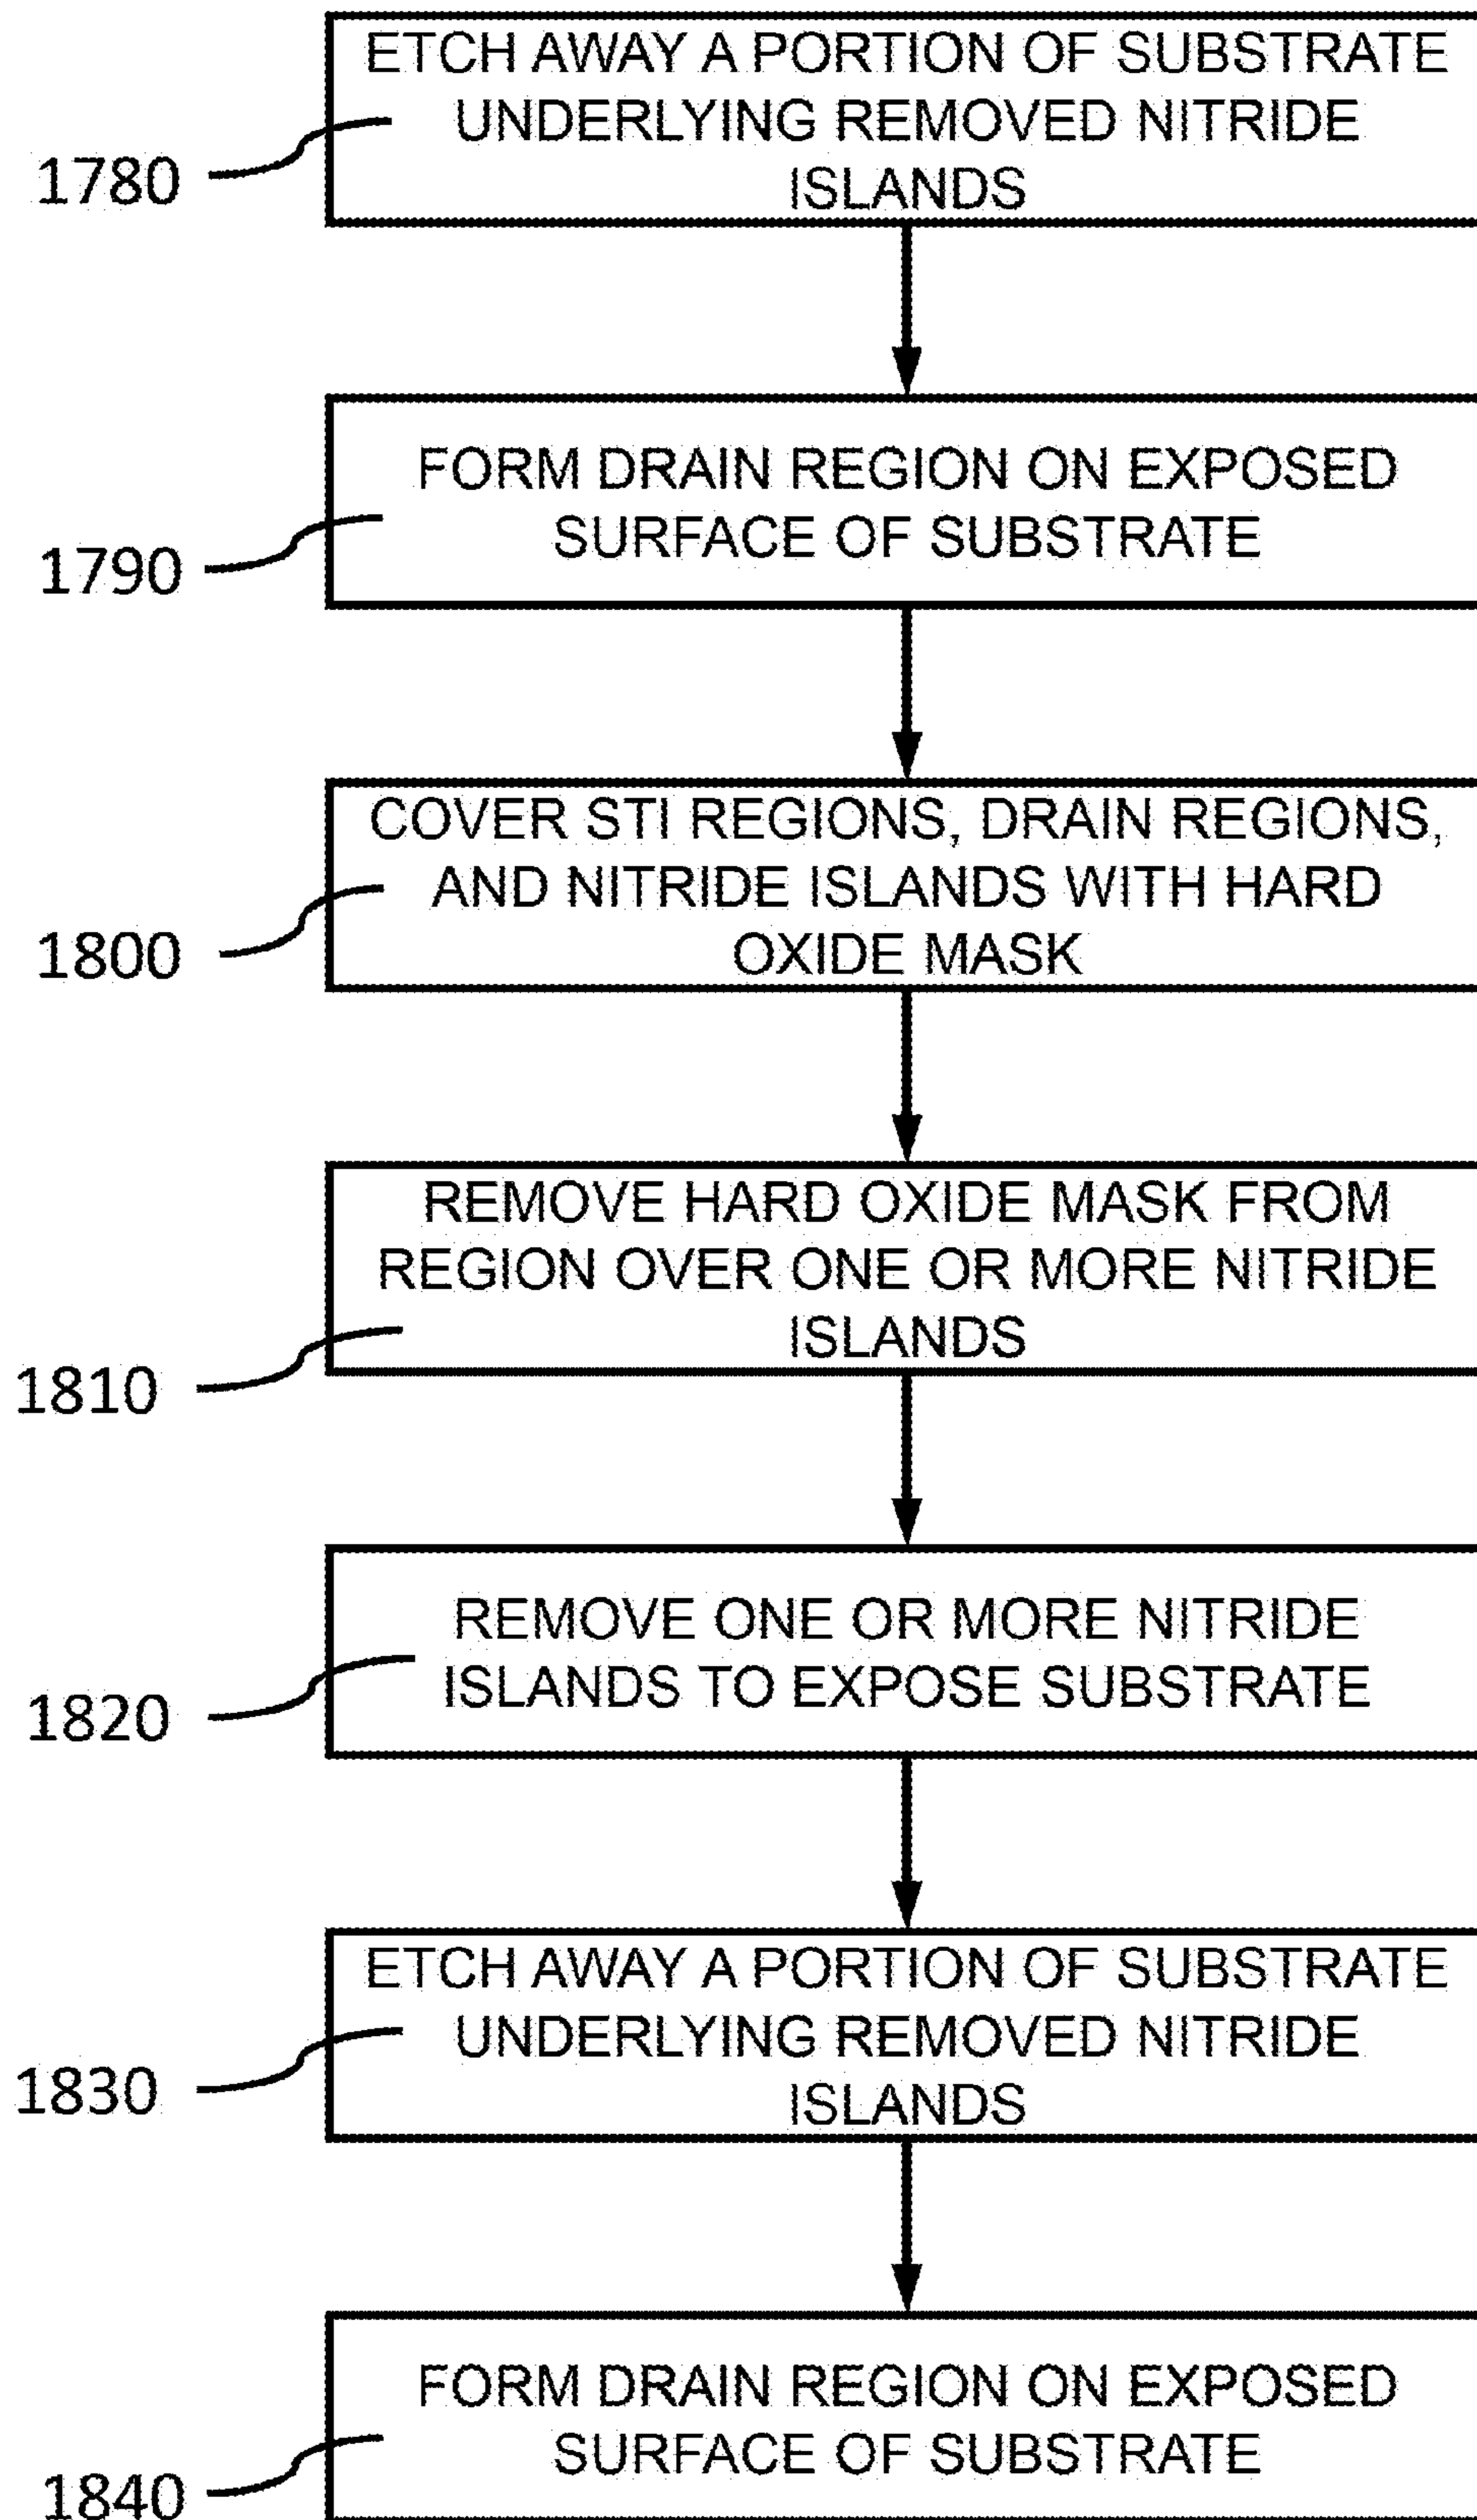 ETCH AWAY A PORTION OF SUBSTRATE
UNDERLYING REMOVED NITRIDE
ISLANDS
1780
FORM DRAIN REGION ON EXPOSED
SURFACE OF SUBSTRATE
1790
COVER STI REGIONS, DRAIN REGIONS,
AND NITRIDE ISLANDS WITH HARD
OXIDE MASK
1800
REMOVE HARD OXIDE MASK FROM
REGION OVER ONE OR MORE NITRIDE
ISLANDS
1810
REMOVE ONE OR MORE NITRIDE
ISLANDS TO EXPOSE SUBSTRATE
1820
ETCH AWAY A PORTION OF SUBSTRATE
UNDERLYING REMOVED NITRIDE
ISLANDS
1830
FORM DRAIN REGION ON EXPOSED
SURFACE OF SUBSTRATE
1840